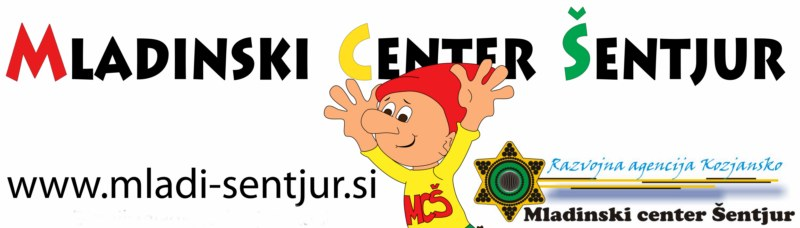 MLADINSKI CENTER ŠENTJUR
www.mladi-sentjur.si
MCŠ
Razvojna agencija Kozjansko
Mladinski center Šentjur